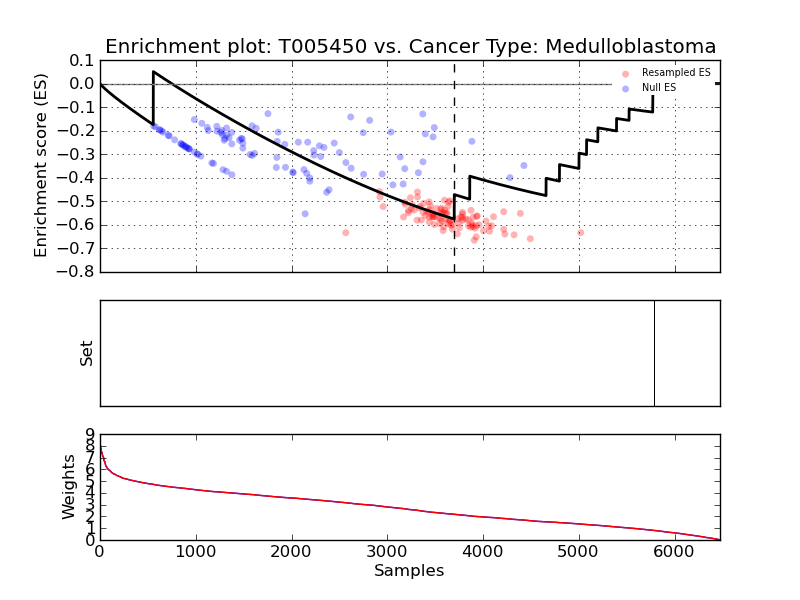 Enrichment plot: T005450 vs. Cancer Type: Medulloblastoma
Enrichment score (ES)
0.1
0.0
−0.1
−0.2
−0.3
−0.4
−0.5
−0.6
−0.7
−0.8
Resampled ES
Null ES
Set
Weights
9
8
7
6
5
4
3
2
1
0
0 1000 2000 3000 4000 5000 6000
Samples